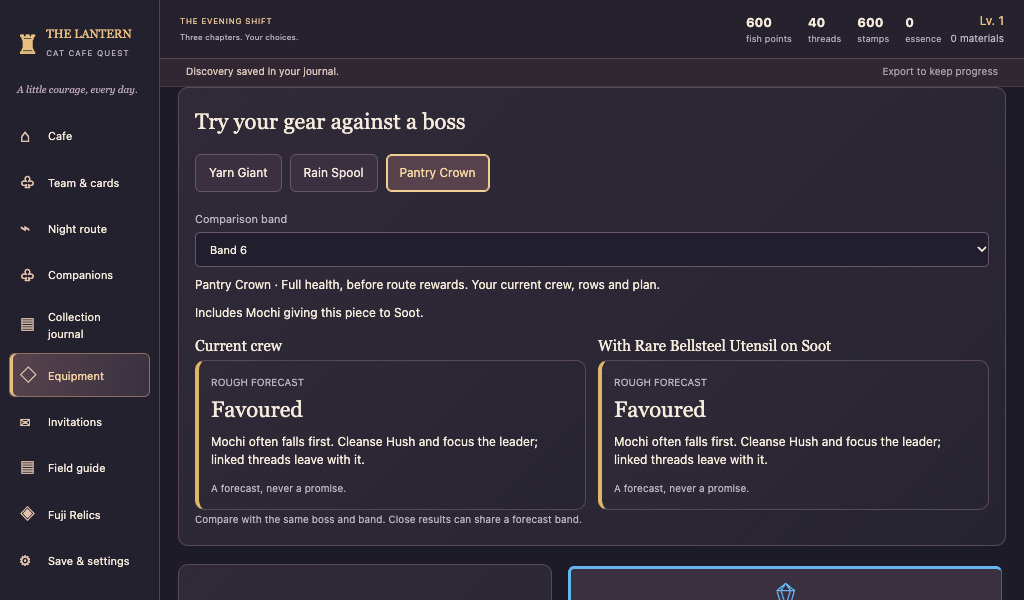 THE LANTERN
CAT CAFE QUEST
A little courage, every day.
Cafe
Team & cards
Night route
Companions
Collection
journal
Equipment
Invitations
Field guide
Fuji Relics
Save & settings
THE EVENING SHIFT
Three chapters. Your choices.
600
fish points
40
threads
600
stamps
0
essence
Lv. 1
0 materials
Discovery saved in your journal.
Export to keep progress
Try your gear against a boss
Yarn Giant
Rain Spool
Pantry Crown
Comparison band
Band 6
Pantry Crown · Full health, before route rewards. Your current crew, rows and plan.
Includes Mochi giving this piece to Soot.
Current crew
ROUGH FORECAST
Favoured
Mochi often falls first. Cleanse Hush and focus the leader;
linked threads leave with it.
A forecast, never a promise.
With Rare Bellsteel Utensil on Soot
ROUGH FORECAST
Favoured
Mochi often falls first. Cleanse Hush and focus the leader;
linked threads leave with it.
A forecast, never a promise.
Compare with the same boss and band. Close results can share a forecast band.